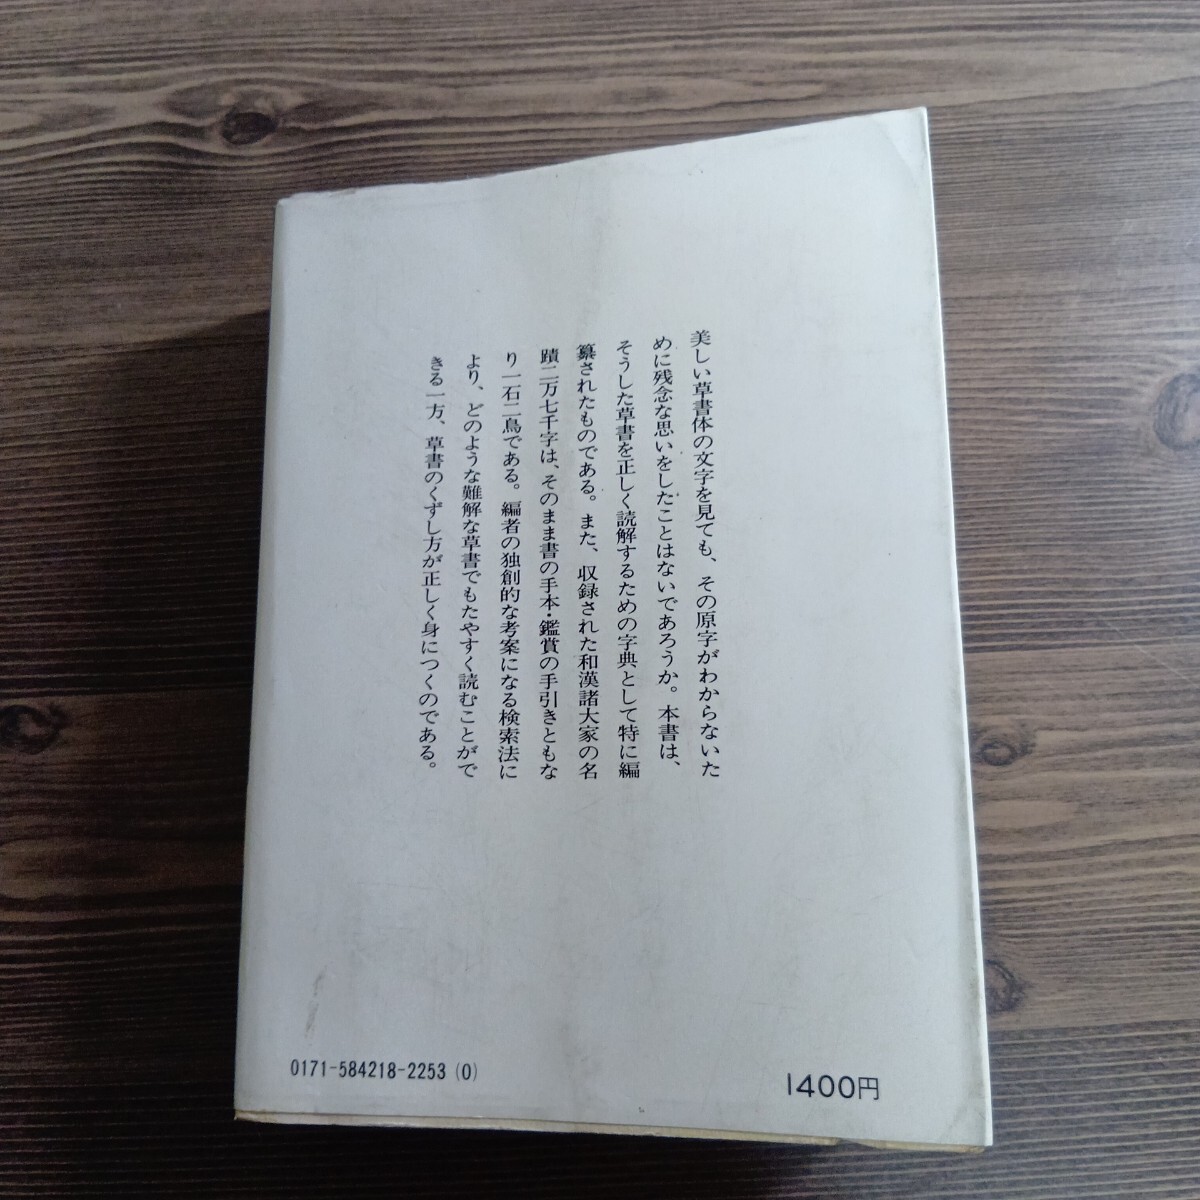 美しい草書体の文字を見ても、その原字がわからないた
めに残念な思いをしたことはないであろうか。本書は、
そうした草書を正しく読解するための字典として特に編
纂されたものである。また、収録された和漢諸大家の名
蹟二万七千字は、そのまま書の手本・鑑賞の手引きともな
り一石二鳥である。編者の独創的な考案になる検索法に
より、どのような難解な草書でもたやすく読むことがで
きる一方、草書のくずし方が正しく身につくのである。
0171-584218-2253 (0)
1400円